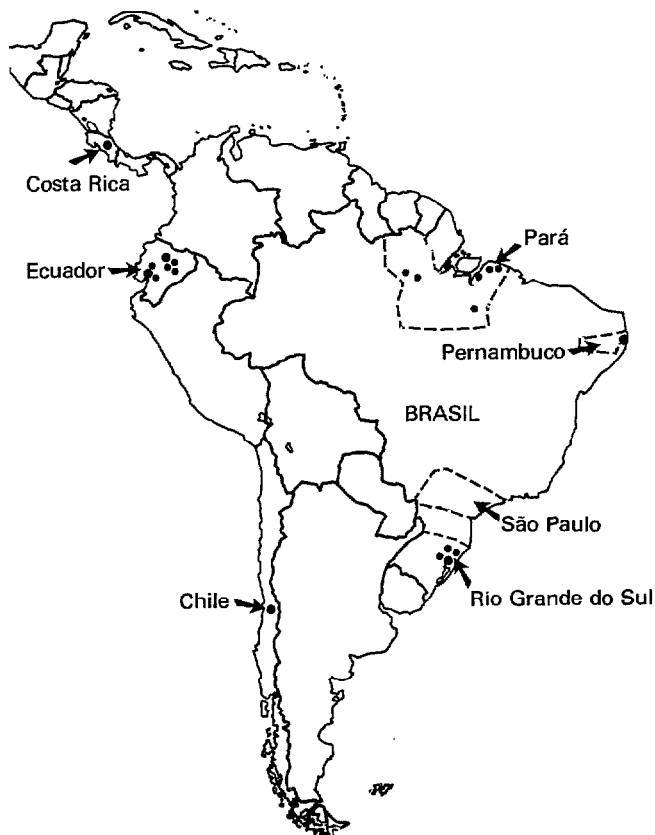 Costa Rica
Pará
Ecuador
Pernambuco
BRASIL
São Paulo
Rio Grande do Sul
Chile